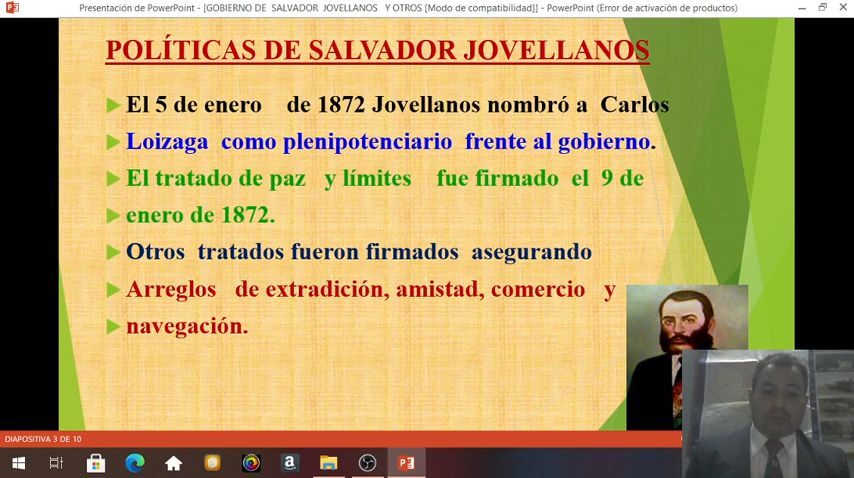 Presentación de PowerPoint - [GOBIERNO DE SALVADOR JOVELLANOS Y OTROS [Modo de compatibilidad]] - PowerPoint (Error de activación de productos)
POLÍTICAS DE SALVADOR JOVELLANOS
El 5 de enero de 1872 Jovellanos nombró a Carlos
Loizaga como plenipotenciario frente al gobierno.
El tratado de paz y límites fue firmado el 9 de
enero de 1872.
Otros tratados fueron firmados asegurando
Arreglos de extradición, amistad, comercio y
navegación.
DIAPOSITIVA 3 DE 10